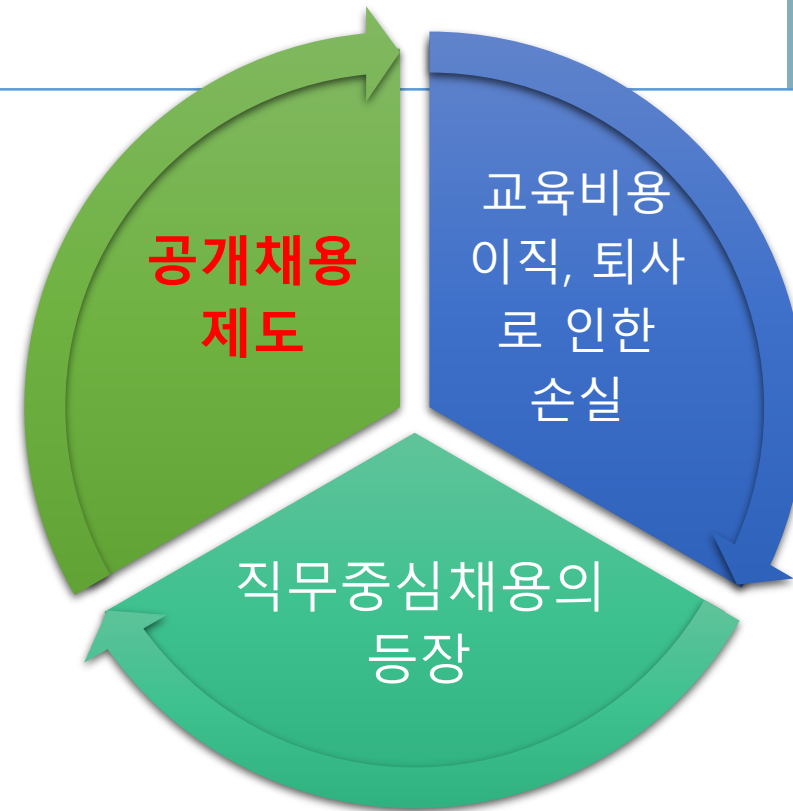 공개채용
제도
교육비용
이직, 퇴사
로 인한
손실
직무중심채용의
등장